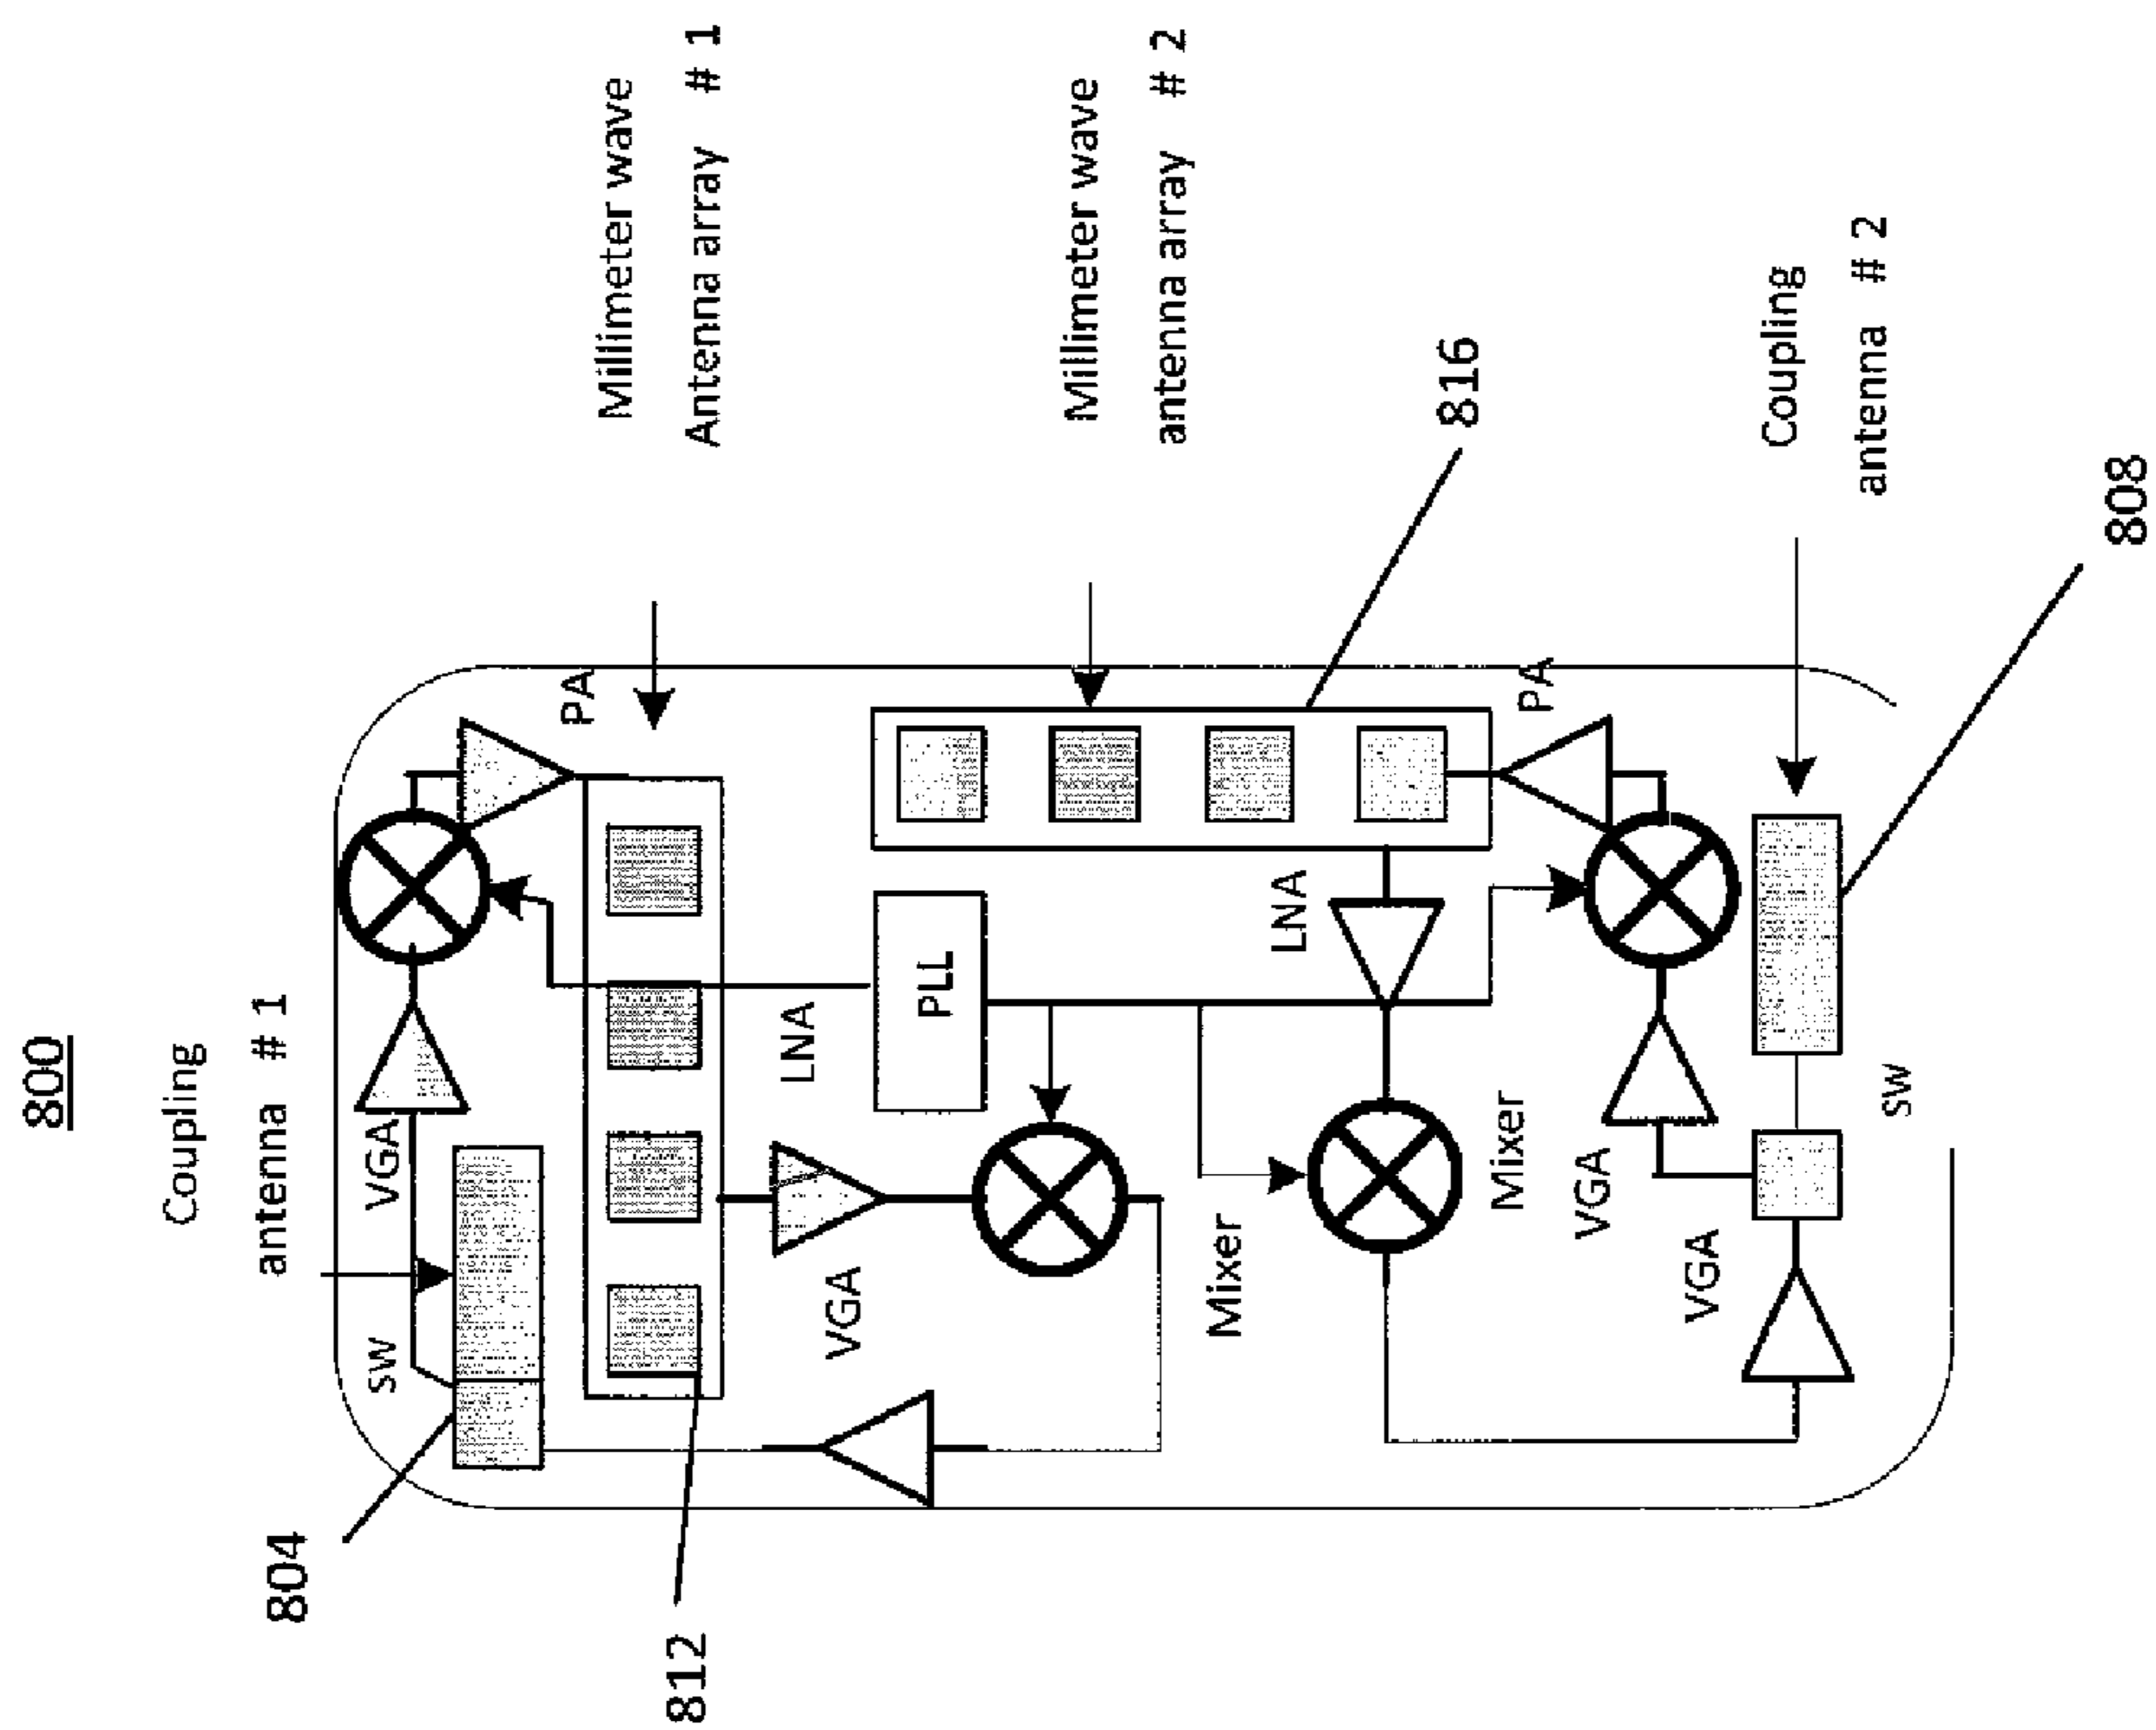 800
Coupling
antenna # 1
804
SW
VGA
PA
Millimeter wave
Antenna array # 1
812
LNA
VGA
PLL
Millimeter wave
antenna array # 2
816
LNA
Mixer
Mixer
PA
VGA
VGA
SW
Coupling
antenna # 2
808